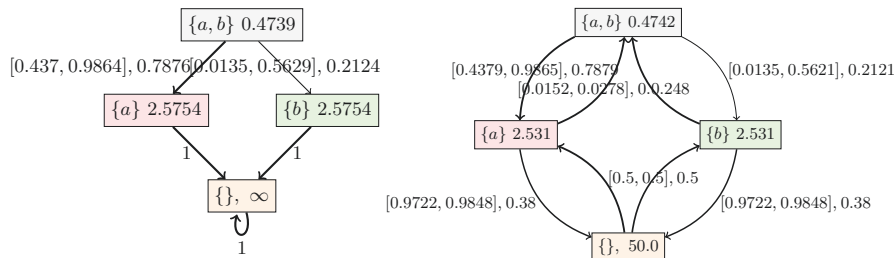 {a, b} 0.4739
[0.437, 0.9864], 0.7876
[0.0135, 0.5629], 0.2124
{a} 2.5754
{b} 2.5754
1
1
{}, ∞
1
{a, b} 0.4742
[0.4379, 0.9865], 0.7879
[0.0135, 0.5621], 0.2121
[0.0152, 0.0278], 0.0.248
{a} 2.531
{b} 2.531
[0.5, 0.5], 0.5
[0.9722, 0.9848], 0.38
[0.9722, 0.9848], 0.38
{}, 50.0